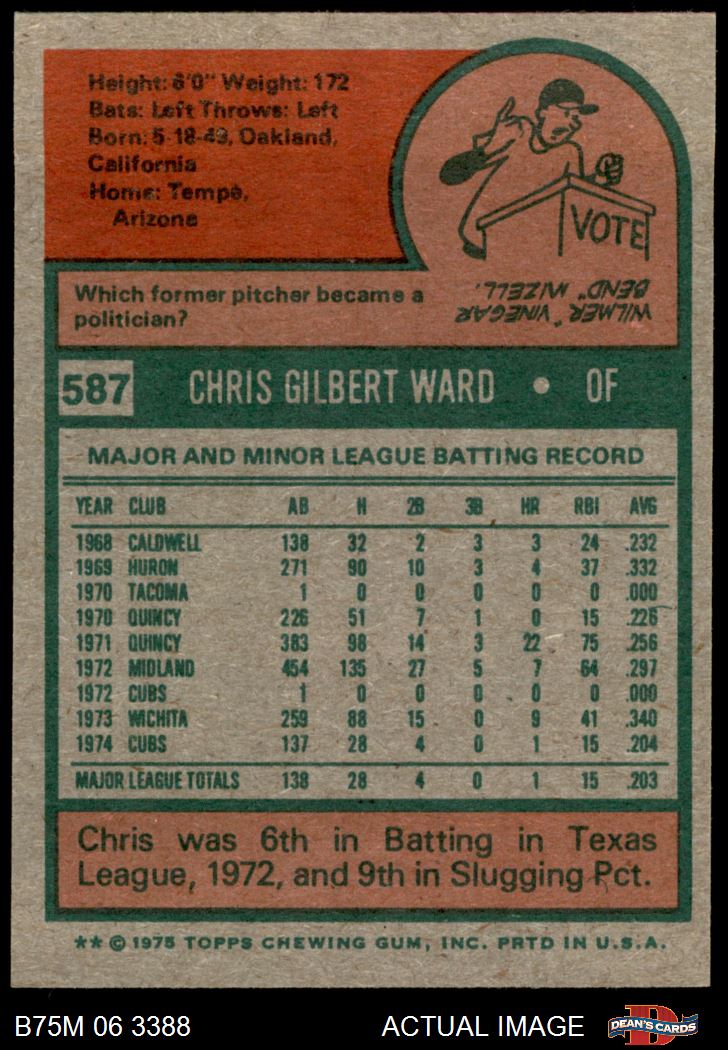 Height: 6'0" Weight: 172
Bats: Left Throws: Left
Born: 5-18-49, Oakland,
California
Home: Tempe,
Arizona
VOTE
Which former pitcher became a
politician?
WILMER "VINEGAR
BEND" MIZELL.
587 CHRIS GILBERT WARD • OF
MAJOR AND MINOR LEAGUE BATTING RECORD
YEAR CLUB AB H 2B 3B HR RBI AVG
1968 CALDWELL 138 32 2 3 3 24 .232
1969 HURON 271 90 10 3 4 37 .332
1970 TACOMA 1 0 0 0 0 0 .000
1970 QUINCY 226 51 7 1 0 15 .226
1971 QUINCY 383 98 14 3 22 75 .256
1972 MIDLAND 454 135 27 5 7 64 .297
1972 CUBS 1 0 0 0 0 0 .000
1973 WICHITA 259 88 15 0 9 41 .340
1974 CUBS 137 28 4 0 1 15 .204
MAJOR LEAGUE TOTALS 138 28 4 0 1 15 .203
Chris was 6th in Batting in Texas
League, 1972, and 9th in Slugging Pct.
** © 1975 TOPPS CHEWING GUM, INC. PRTD IN U.S.A.
B75M 06 3388 ACTUAL IMAGE D DEAN'S CARDS